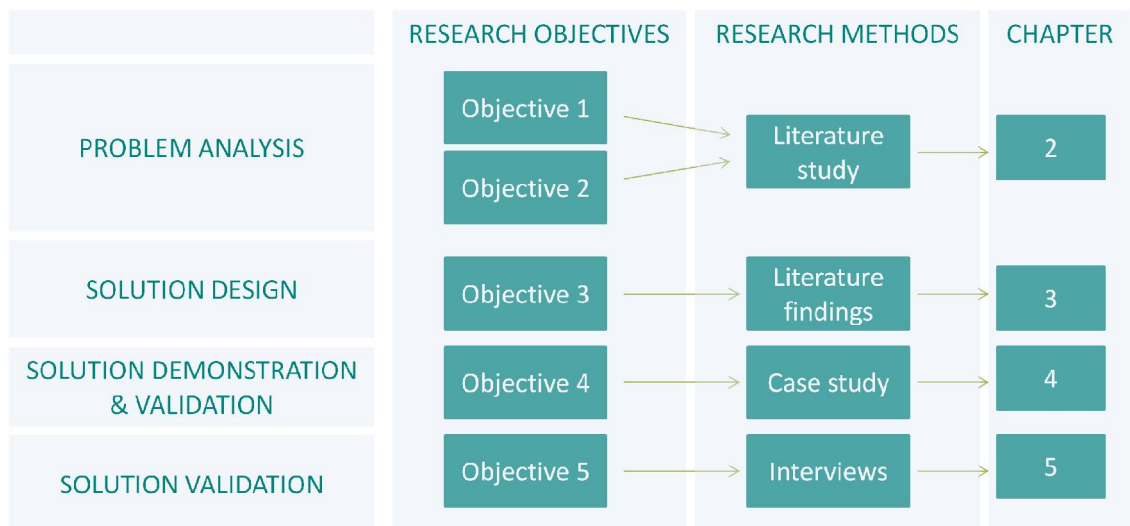 RESEARCH OBJECTIVES
RESEARCH METHODS
CHAPTER
PROBLEM ANALYSIS
Objective 1
Objective 2
Literature
study
2
SOLUTION DESIGN
Objective 3
Literature
findings
3
SOLUTION DEMONSTRATION
& VALIDATION
Objective 4
Case study
4
SOLUTION VALIDATION
Objective 5
Interviews
5